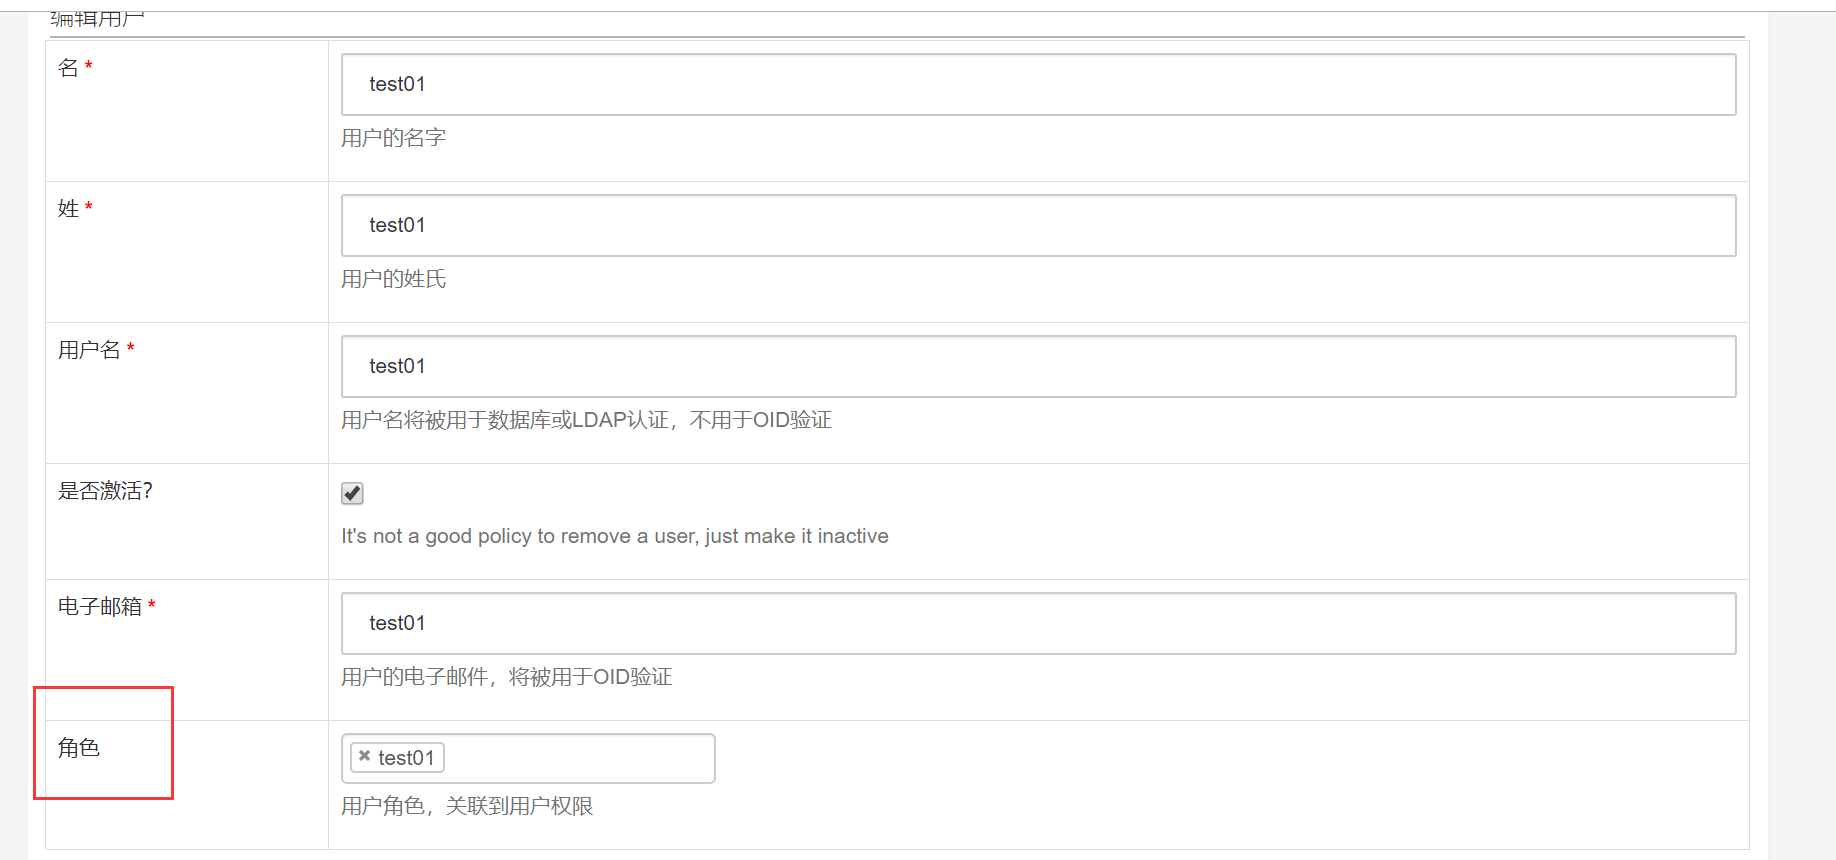 编辑用户
名 *
test01
用户的名字
姓 *
test01
用户的姓氏
用户名 *
test01
用户名将被用于数据库或LDAP认证，不用于OID验证
是否激活?
It's not a good policy to remove a user, just make it inactive
电子邮箱 *
test01
用户的电子邮件，将被用于OID验证
角色
× test01
用户角色，关联到用户权限